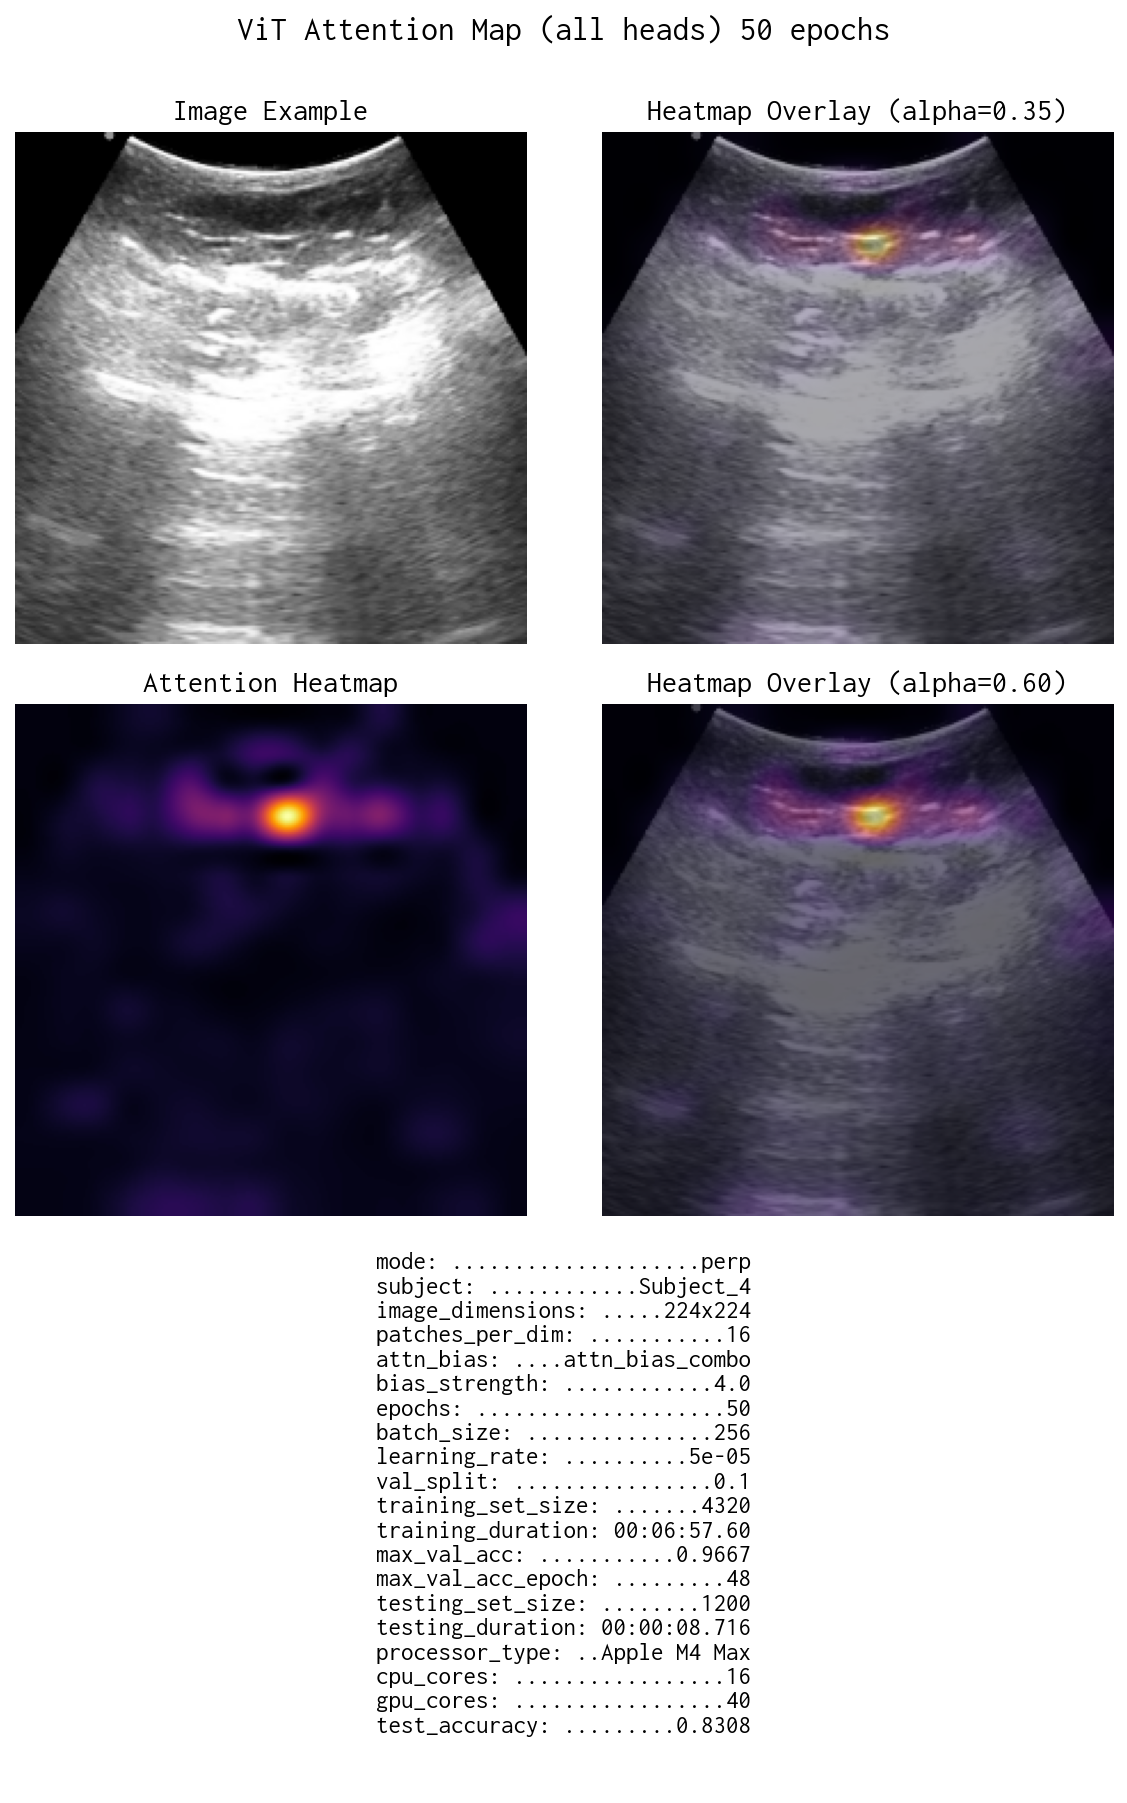 ViT Attention Map (all heads) 50 epochs
Image Example
Heatmap Overlay (alpha=0.35)
Attention Heatmap
Heatmap Overlay (alpha=0.60)
mode: ....................perp
subject: ............Subject_4
image_dimensions: .....224x224
patches_per_dim: ...........16
attn_bias: ....attn_bias_combo
bias_strength: ............4.0
epochs: ....................50
batch_size: ...............256
learning_rate: ..........5e-05
val_split: ................0.1
training_set_size: .......4320
training_duration: 00:06:57.60
max_val_acc: ...........0.9667
max_val_acc_epoch: .........48
testing_set_size: ........1200
testing_duration: 00:00:08.716
processor_type: ..Apple M4 Max
cpu_cores: .................16
gpu_cores: .................40
test_accuracy: .........0.8308